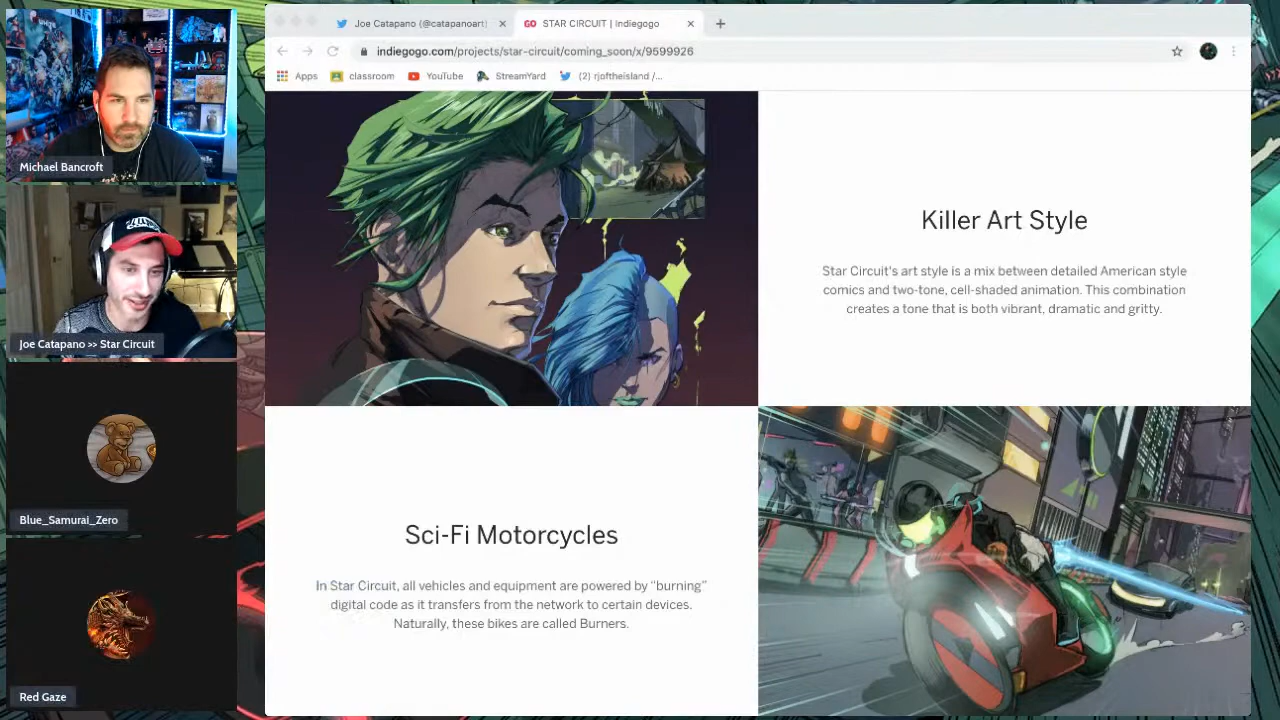 Joe Catapano (@catapanoart)
GO STAR CIRCUIT | Indiegogo
indiegogo.com/projects/star-circuit/coming_soon/x/9599926
Apps classroom YouTube StreamYard (2) rjoftheisland /...
Michael Bancroft
Joe Catapano >> Star Circuit
Blue_Samurai_Zero
Red Gaze
Killer Art Style
Star Circuit's art style is a mix between detailed American style
comics and two-tone, cell-shaded animation. This combination
creates a tone that is both vibrant, dramatic and gritty.
Sci-Fi Motorcycles
In Star Circuit, all vehicles and equipment are powered by "burning"
digital code as it transfers from the network to certain devices.
Naturally, these bikes are called Burners.